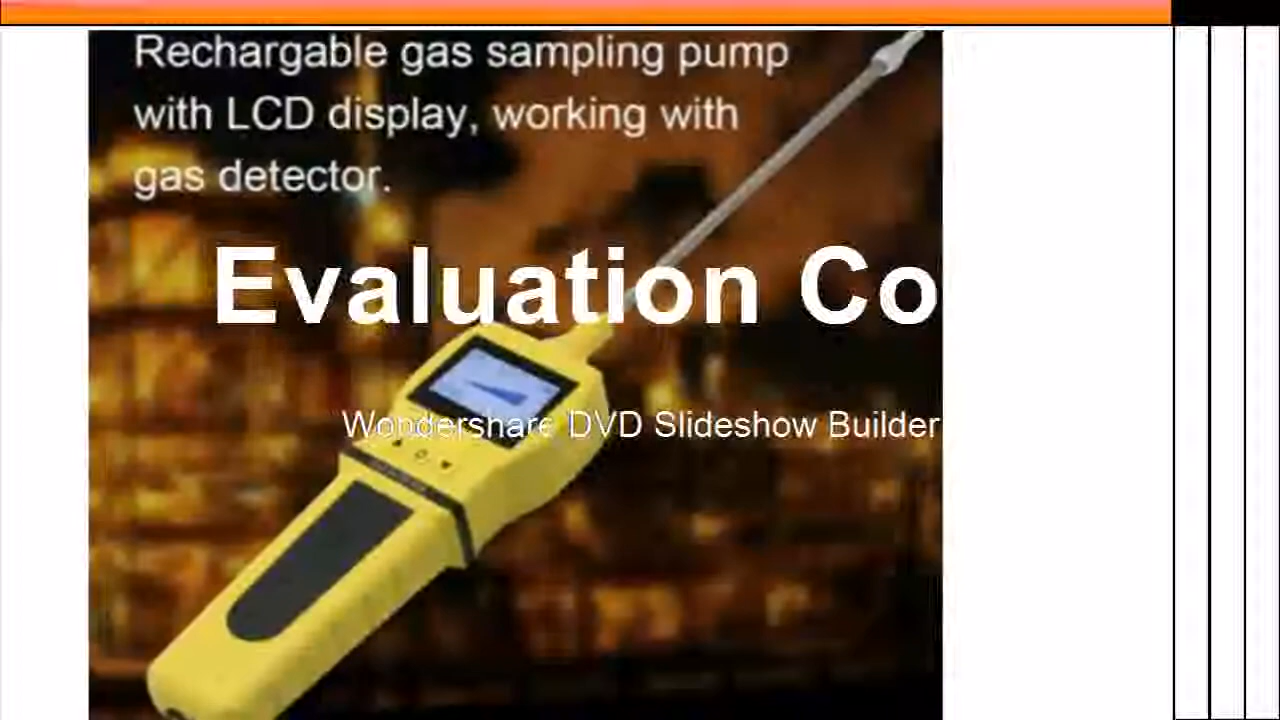 Rechargable gas sampling pump
with LCD display, working with
gas detector.
Evaluation Co
Wondershare DVD Slideshow Builder